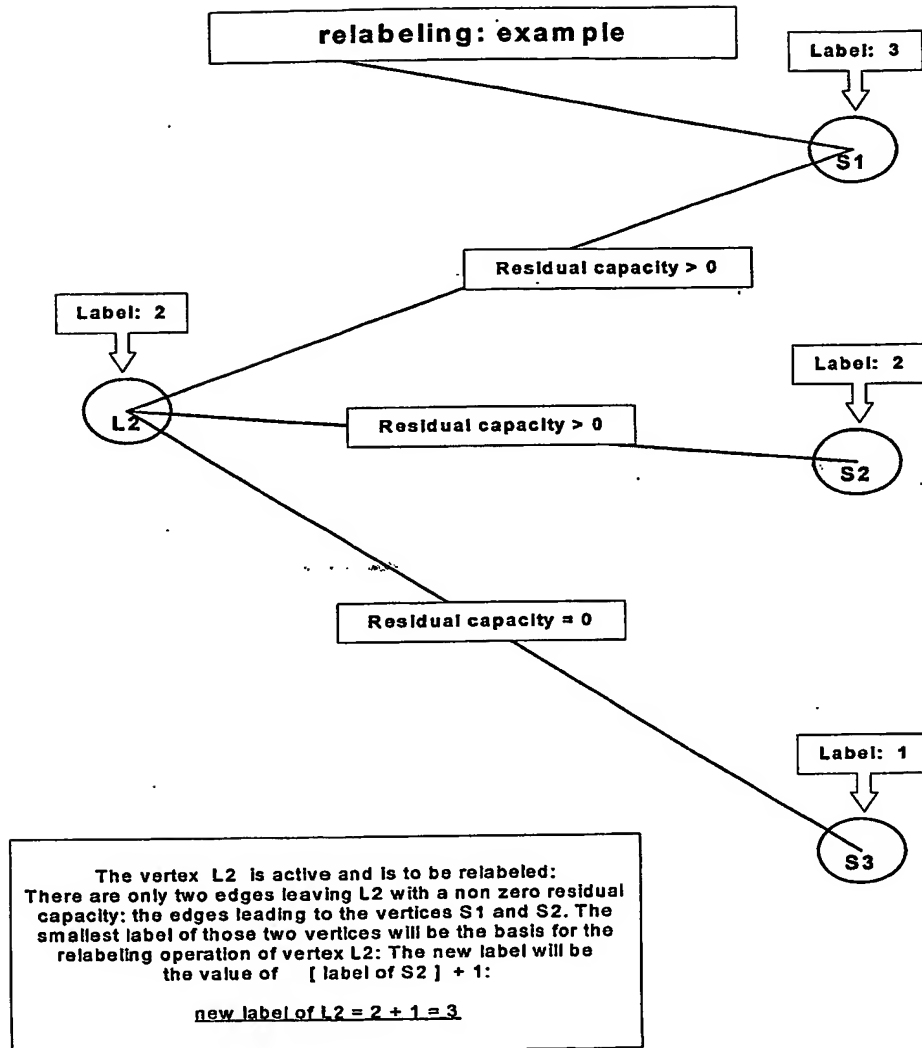 relabeling: example
Label: 3
S1
Residual capacity > 0
Label: 2
L2
Label: 2
Residual capacity > 0
S2
Residual capacity = 0
Label: 1
S3
The vertex L2 is active and is to be relabeled:
There are only two edges leaving L2 with a non zero residual
capacity: the edges leading to the vertices S1 and S2. The
smallest label of those two vertices will be the basis for the
relabeling operation of vertex L2: The new label will be
the value of [ label of S2 ] + 1:
new label of L2 = 2 + 1 = 3